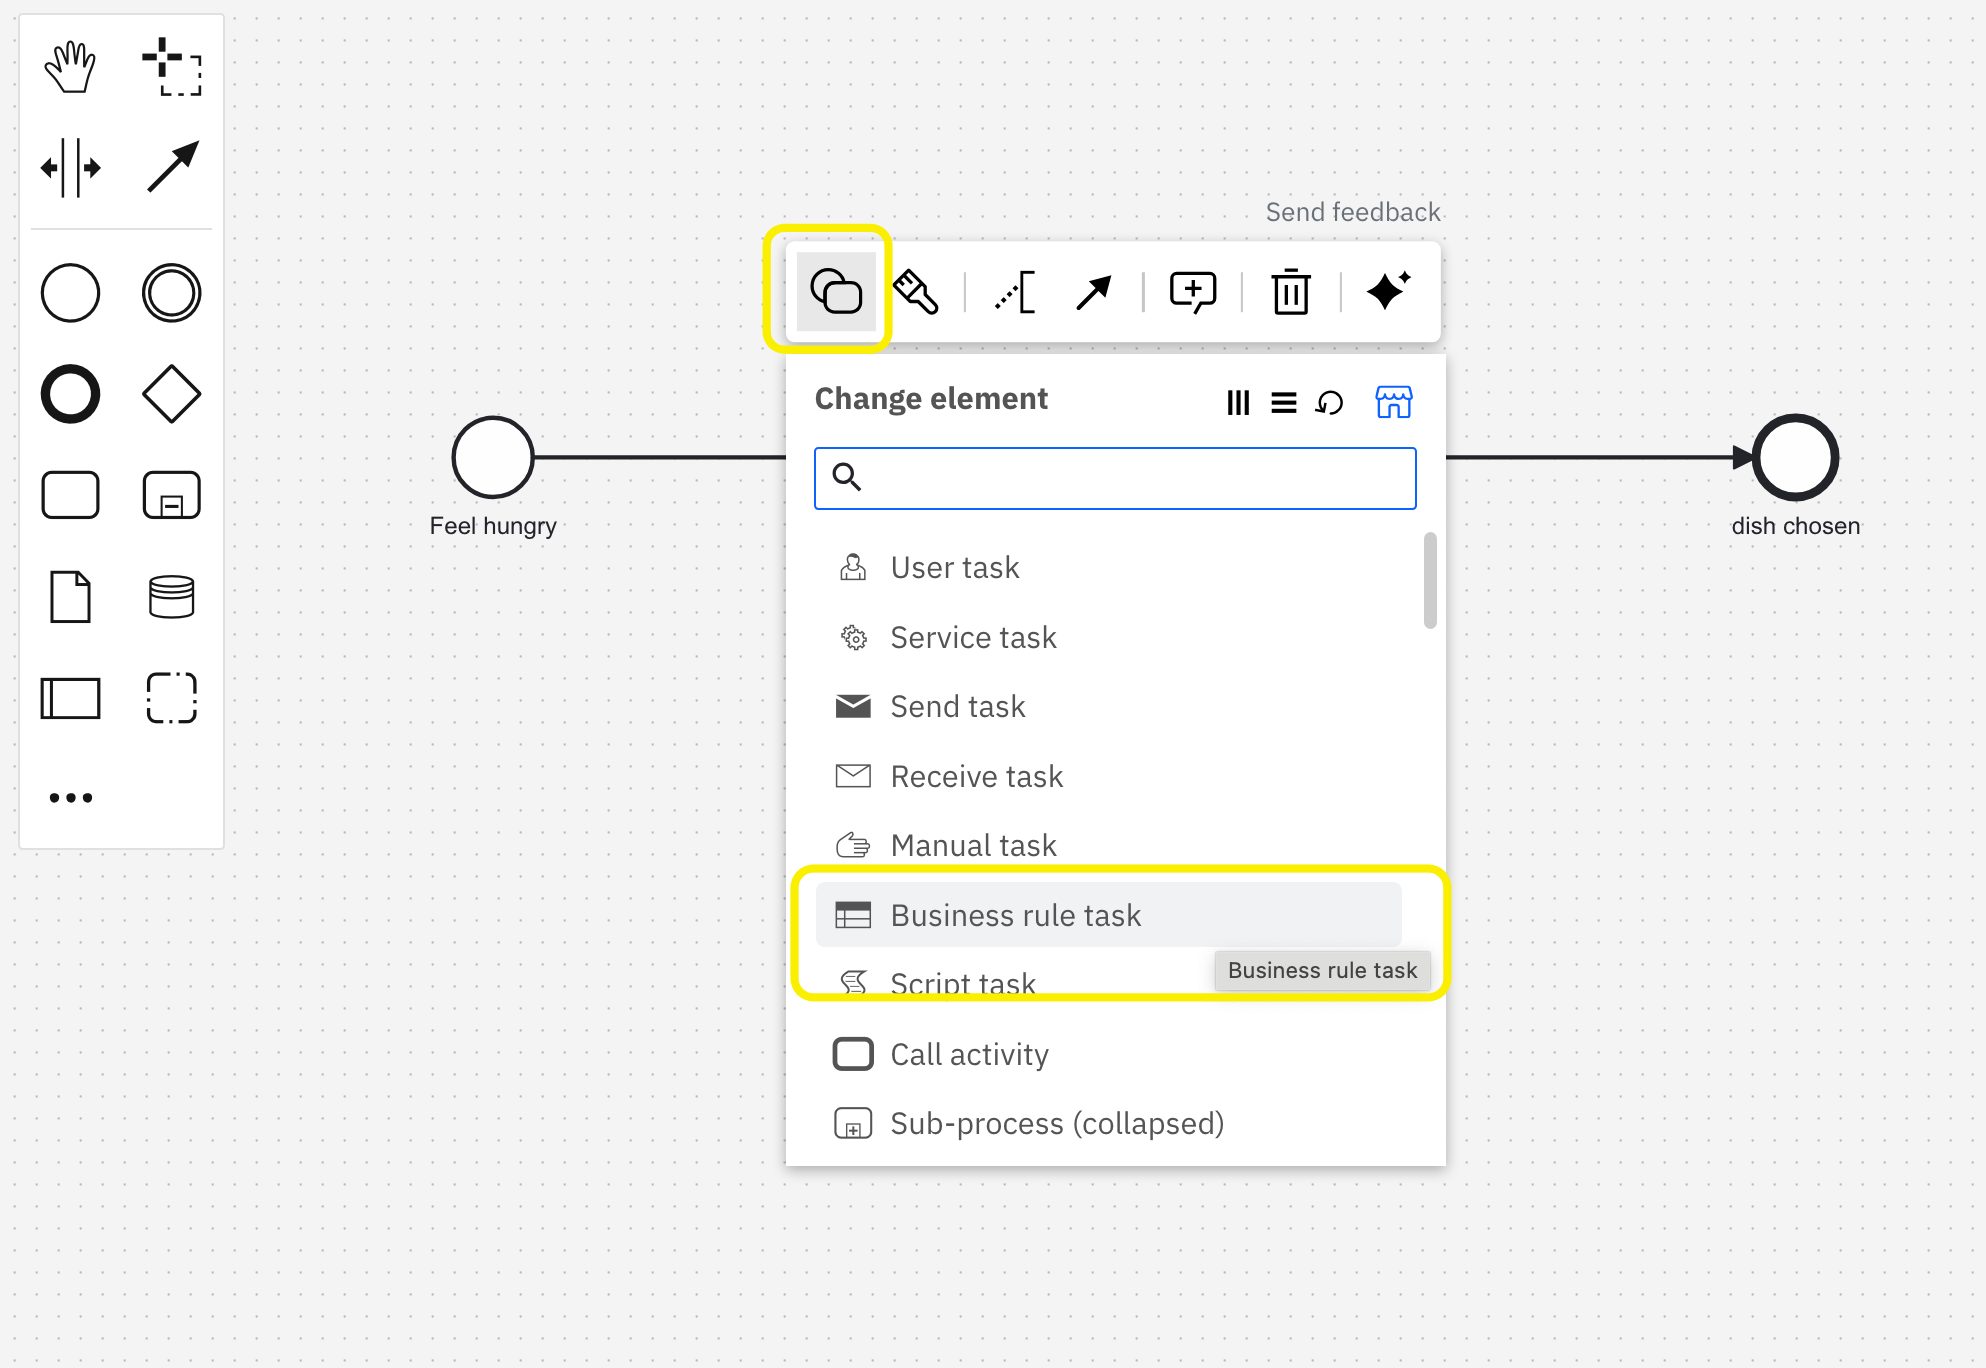 Send feedback
Change element
Feel hungry
dish chosen
User task
Service task
Send task
Receive task
Manual task
Business rule task
Business rule task
Script task
Call activity
Sub-process (collapsed)